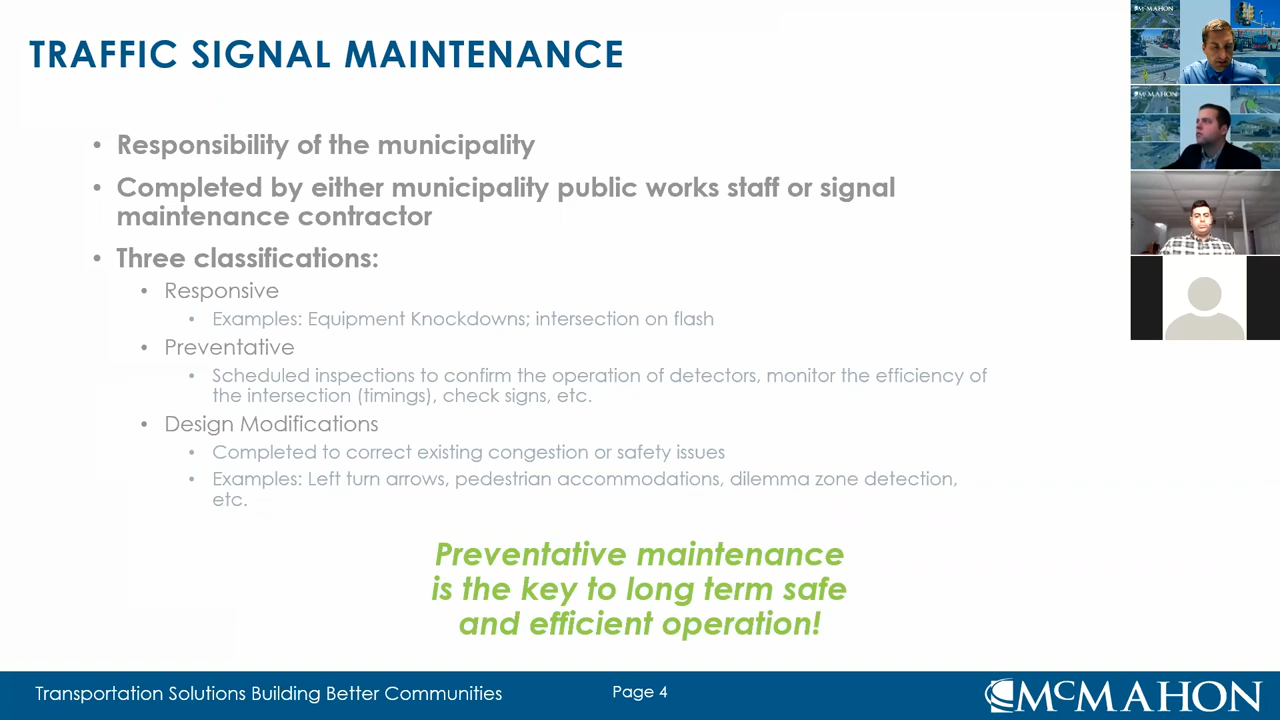 TRAFFIC SIGNAL MAINTENANCE
• Responsibility of the municipality
• Completed by either municipality public works staff or signal
maintenance contractor
• Three classifications:
• Responsive
• Examples: Equipment Knockdowns; intersection on flash
• Preventative
• Scheduled inspections to confirm the operation of detectors, monitor the efficiency of
the intersection (timings), check signs, etc.
• Design Modifications
• Completed to correct existing congestion or safety issues
• Examples: Left turn arrows, pedestrian accommodations, dilemma zone detection,
etc.
Preventative maintenance
is the key to long term safe
and efficient operation!
Transportation Solutions Building Better Communities
Page 4
McMAHON
McMAHON
McMAHON